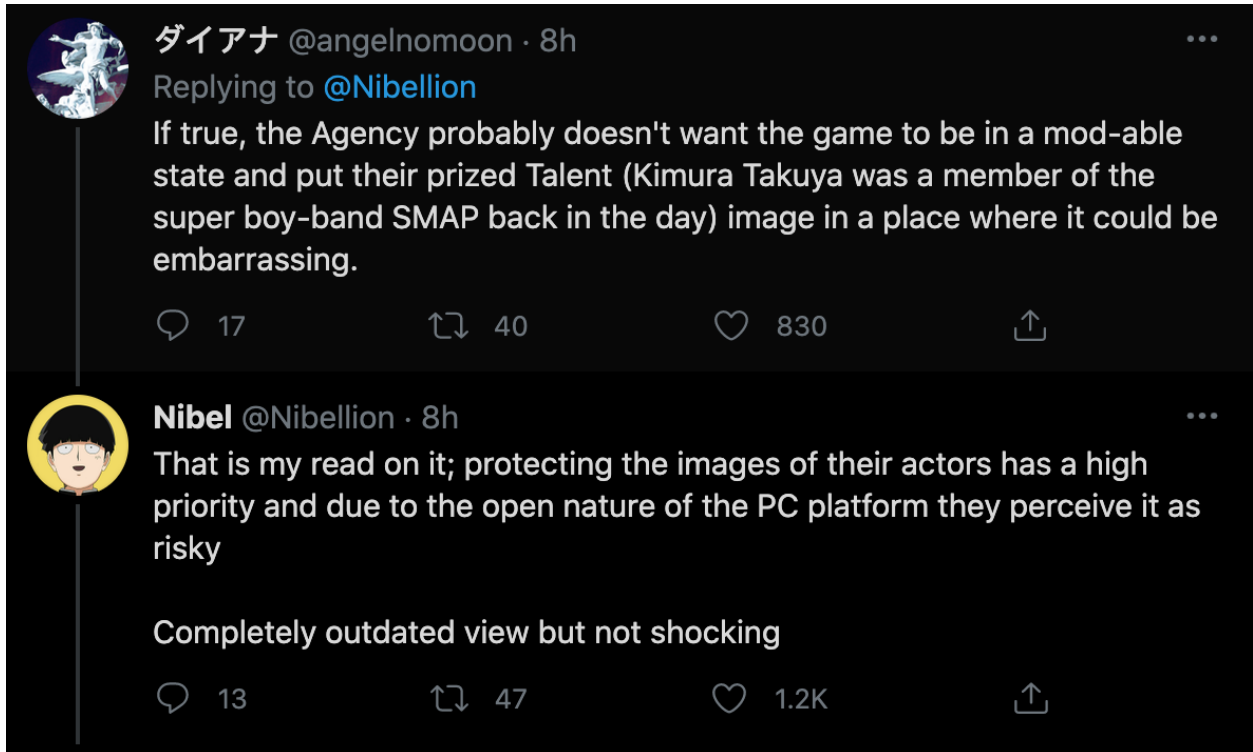 ダイアナ @angelnomoon · 8h
Replying to @Nibellion
If true, the Agency probably doesn't want the game to be in a mod-able
state and put their prized Talent (Kimura Takuya was a member of the
super boy-band SMAP back in the day) image in a place where it could be
embarrassing.
17 40 830
Nibel @Nibellion · 8h
That is my read on it; protecting the images of their actors has a high
priority and due to the open nature of the PC platform they perceive it as
risky
Completely outdated view but not shocking
13 47 1.2K